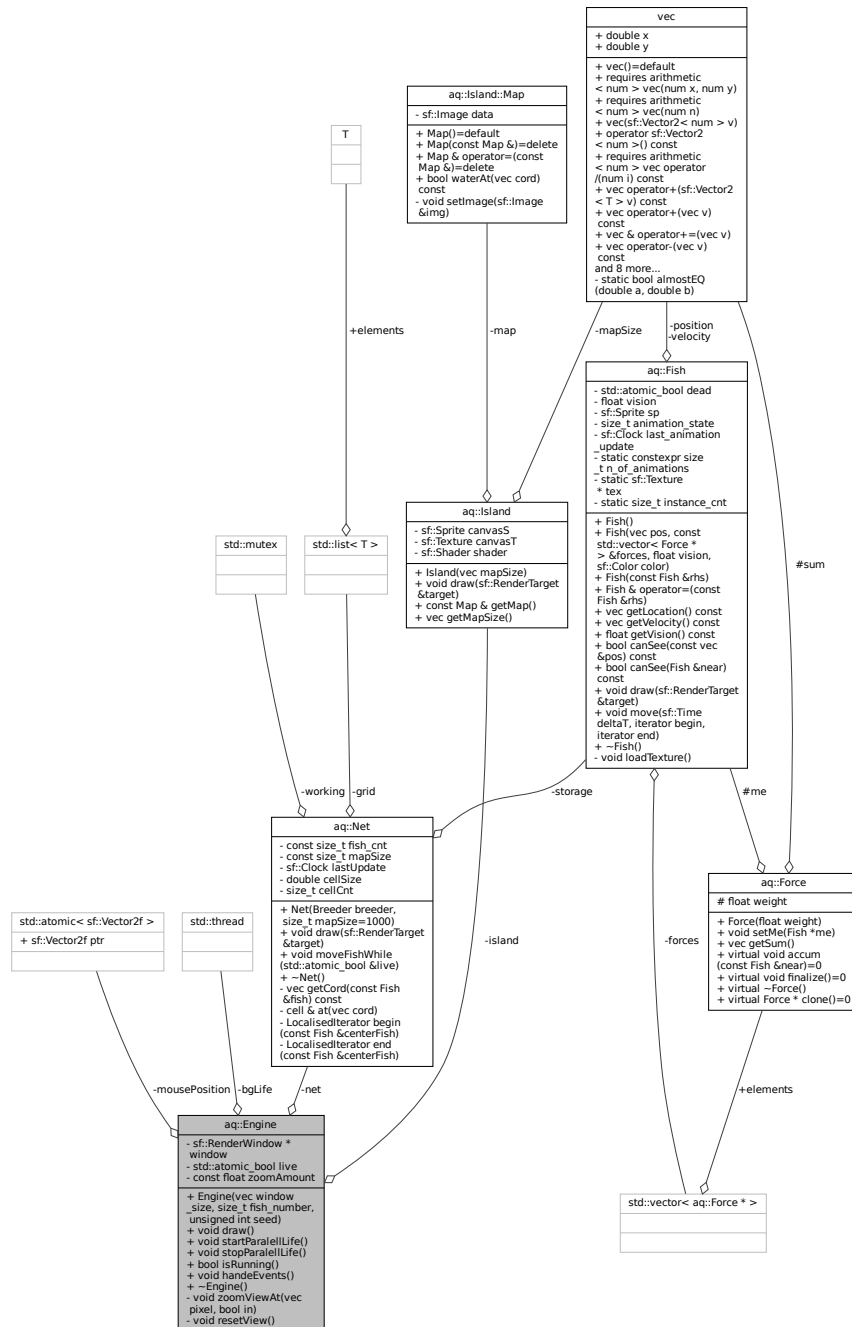 vec
+ double x
+ double y
+ vec()=default
+ requires arithmetic
< num > vec(num x, num y)
+ requires arithmetic
< num > vec(num n)
+ vec(sf::Vector2< num > v)
+ operator sf::Vector2
< num >() const
+ requires arithmetic
< num > vec operator
/(num i) const
+ vec operator+(sf::Vector2
< T > v) const
+ vec operator+(vec v)
const
+ vec & operator+=(vec v)
+ vec operator-(vec v)
const
and 8 more...
- static bool almostEQ
(double a, double b)
aq::Island::Map
- sf::Image data
+ Map()=default
+ Map(const Map &)=delete
+ Map & operator=(const
Map &)=delete
+ bool waterAt(vec cord)
const
- void setImage(sf::Image
&img)
T
+elements
-map
-mapSize
-position
-velocity
#sum
aq::Fish
- std::atomic_bool dead
- float vision
- sf::Sprite sp
- size_t animation_state
- sf::Clock last_animation
_update
- static constexpr size
_t n_of_animations
- static sf::Texture
* tex
- static size_t instance_cnt
+ Fish()
+ Fish(vec pos, const
std::vector< Force *
> &forces, float vision,
sf::Color color)
+ Fish(const Fish &rhs)
+ Fish & operator=(const
Fish &rhs)
+ vec getLocation() const
+ vec getVelocity() const
+ float getVision() const
+ bool canSee(const vec
&pos) const
+ bool canSee(Fish &near)
const
+ void draw(sf::RenderTarget
&target)
+ void move(sf::Time
deltaT, iterator begin,
iterator end)
+ ~Fish()
- void loadTexture()
aq::Island
- sf::Sprite canvasS
- sf::Texture canvasT
- sf::Shader shader
+ Island(vec mapSize)
+ void draw(sf::RenderTarget
&target)
+ const Map & getMap()
+ vec getMapSize()
std::mutex
std::list< T >
-working
-grid
-storage
#me
aq::Net
- const size_t fish_cnt
- const size_t mapSize
- sf::Clock lastUpdate
- double cellSize
- size_t cellCnt
+ Net(Breeder breeder,
size_t mapSize=1000)
+ void draw(sf::RenderTarget
&target)
+ void moveFishWhile
(std::atomic_bool &live)
+ ~Net()
- vec getCord(const Fish
&fish) const
- cell & at(vec cord)
- LocalisedIterator begin
(const Fish &centerFish)
- LocalisedIterator end
(const Fish &centerFish)
aq::Force
# float weight
+ Force(float weight)
+ void setMe(Fish *me)
+ vec getSum()
+ virtual void accum
(const Fish &near)=0
+ virtual void finalize()=0
+ virtual ~Force()
+ virtual Force * clone()=0
std::atomic< sf::Vector2f >
+ sf::Vector2f ptr
std::thread
-island
-forces
-mousePosition
-bgLife
-net
+elements
aq::Engine
- sf::RenderWindow *
window
- std::atomic_bool live
- const float zoomAmount
+ Engine(vec window
_size, size_t fish_number,
unsigned int seed)
+ void draw()
+ void startParalellLife()
+ void stopParalellLife()
+ bool isRunning()
+ void handeEvents()
+ ~Engine()
- void zoomViewAt(vec
pixel, bool in)
- void resetView()
std::vector< aq::Force * >